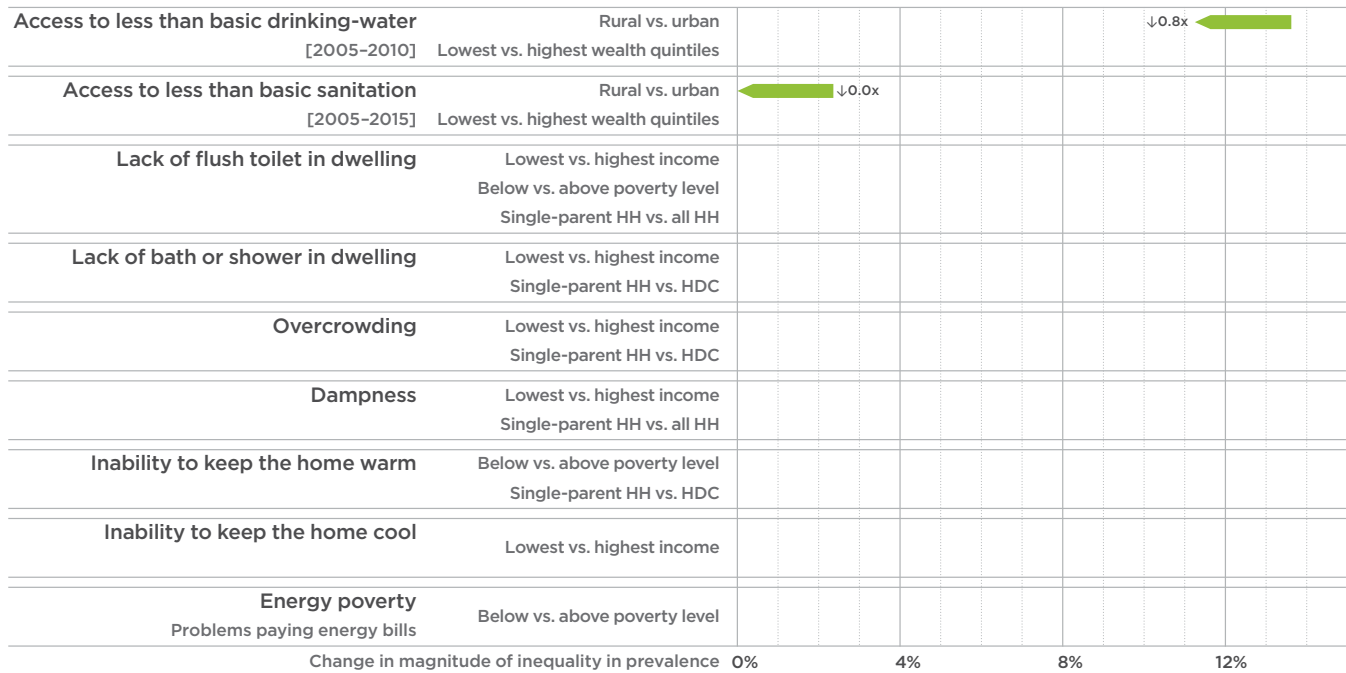 Access to less than basic drinking-water Rural vs. urban ↓0.8x
[2005–2010] Lowest vs. highest wealth quintiles
Access to less than basic sanitation Rural vs. urban ↓0.0x
[2005–2015] Lowest vs. highest wealth quintiles
Lack of flush toilet in dwelling Lowest vs. highest income
Below vs. above poverty level
Single-parent HH vs. all HH
Lack of bath or shower in dwelling Lowest vs. highest income
Single-parent HH vs. HDC
Overcrowding Lowest vs. highest income
Single-parent HH vs. HDC
Dampness Lowest vs. highest income
Single-parent HH vs. all HH
Inability to keep the home warm Below vs. above poverty level
Single-parent HH vs. HDC
Inability to keep the home cool
Lowest vs. highest income
Energy poverty
Below vs. above poverty level
Problems paying energy bills
Change in magnitude of inequality in prevalence 0% 4% 8% 12%